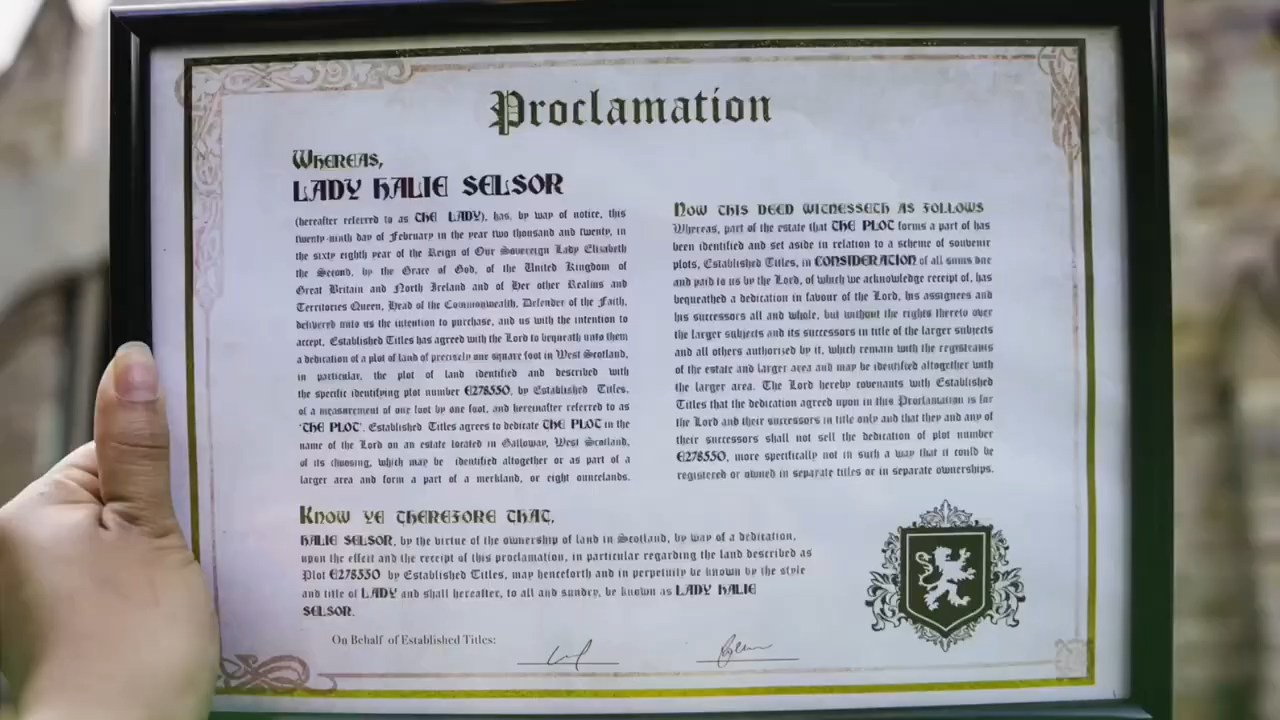 Proclamation
Whereas,
LADY HALIE SELSOR
(hereafter referred to as THE LADY), has, by way of notice, this
twenty-ninth day of February in the year two thousand and twenty, in
the sixty eighth year of the Reign of Our Sovereign Lady Elizabeth
the Second, by the Grace of God, of the United Kingdom of
Great Britain and North Ireland and of Her other Realms and
Territories Queen, Head of the Commonwealth, Defender of the Faith,
delivered unto us the intention to purchase, and us with the intention to
accept, Established Titles has agreed with the Lord to bequeath unto them
a dedication of a plot of land of precisely one square foot in West Scotland,
in particular, the plot of land identified and described with
the specific identifying plot number E278550, by Established Titles,
of a measurement of one foot by one foot, and hereinafter referred to as
'THE PLOT'. Established Titles agrees to dedicate THE PLOT in the
name of the Lord on an estate located in Galloway, West Scotland,
of its choosing, which may be identified altogether or as part of a
larger area and form a part of a merkland, or eight ouncelands.
NOW THIS DEED WITNESSETH AS FOLLOWS
Whereas, part of the estate that THE PLOT forms a part of has
been identified and set aside in relation to a scheme of souvenir
plots, Established Titles, in CONSIDERATION of all sums due
and paid to us by the Lord, of which we acknowledge receipt of, has
bequeathed a dedication in favour of the Lord, his assignees and
his successors all and whole, but without the rights thereto over
the larger subjects and its successors in title of the larger subjects
and all others authorized by it, which remain with the registrants
of the estate and larger area and may be identified altogether with
the larger area. The Lord hereby covenants with Established
Titles that the dedication agreed upon in this Proclamation is for
the Lord and their successors in title only and that they and any of
their successors shall not sell the dedication of plot number
E278550, more specifically not in such a way that it could be
registered or owned in separate titles or in separate ownerships.
Know ye therefore that,
HALIE SELSOR, by the virtue of the ownership of land in Scotland, by way of a dedication,
upon the effect and the receipt of this proclamation, in particular regarding the land described as
Plot E278550 by Established Titles, may henceforth and in perpetuity be known by the style
and title of LADY and shall hereafter, to all and sundry, be known as LADY HALIE
SELSOR.
On Behalf of Established Titles: